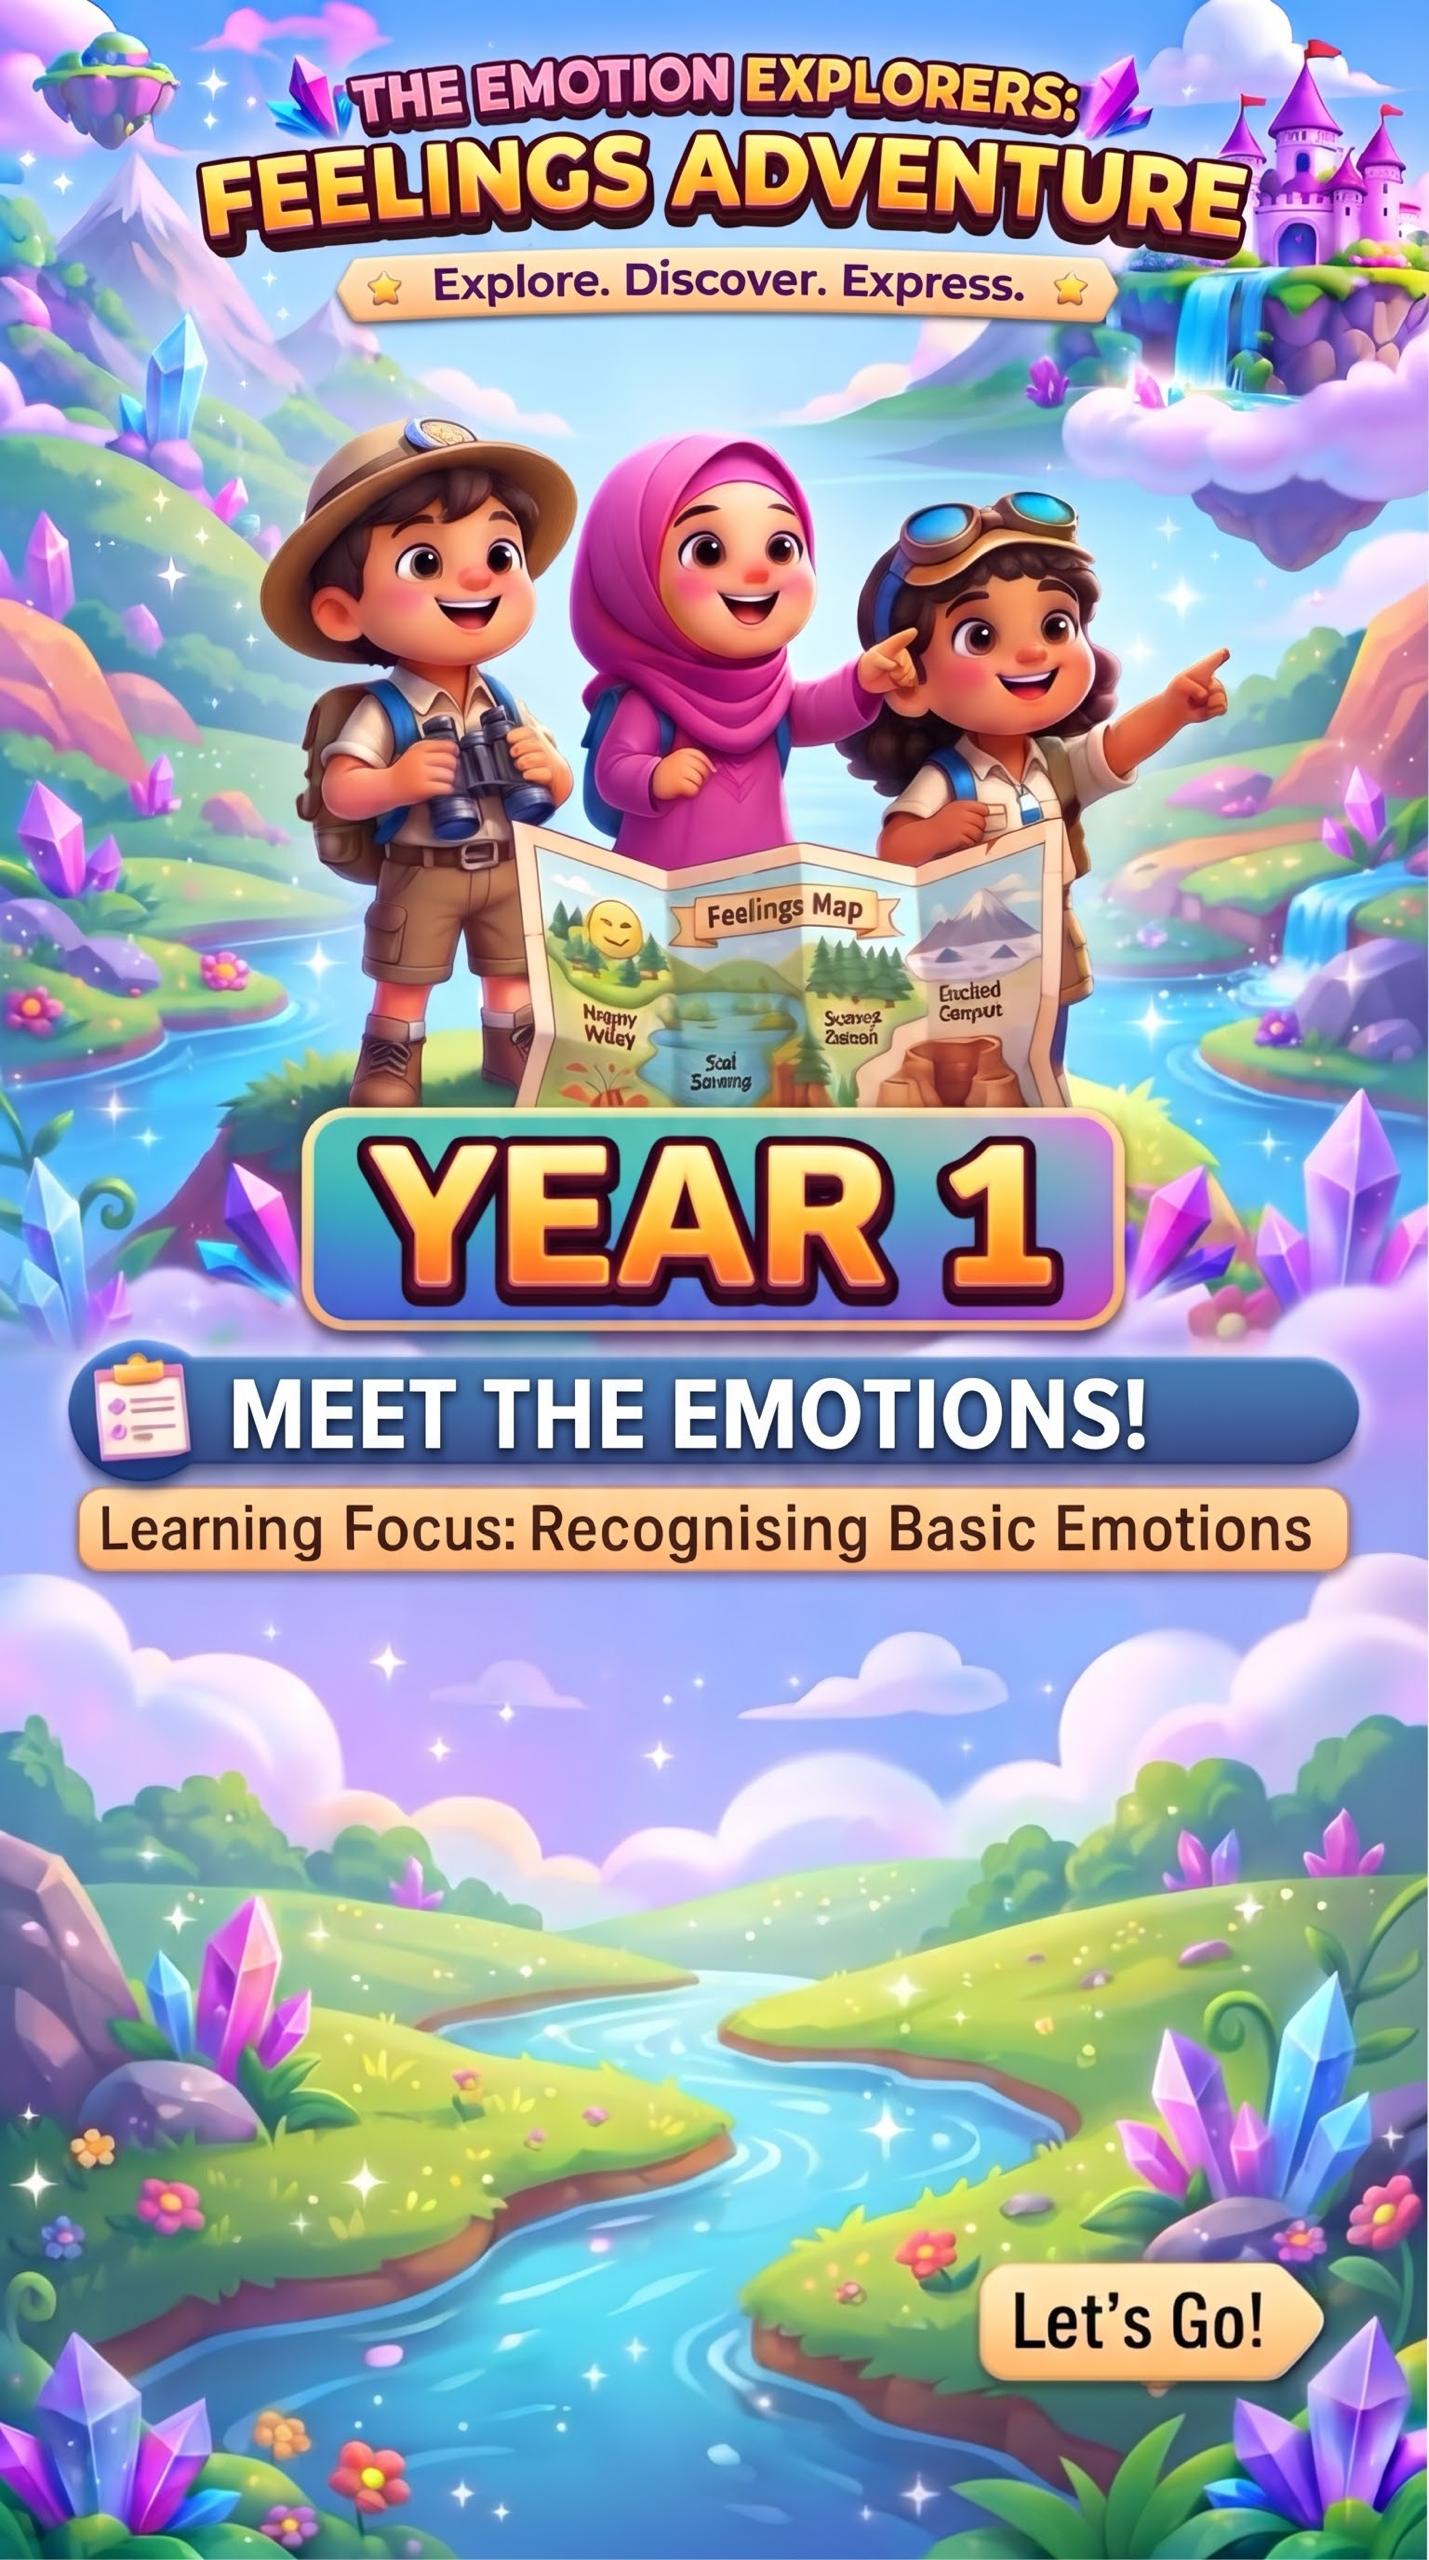 THE EMOTION EXPLORERS:
FEELINGS ADVENTURE
Explore. Discover. Express.
Feelings Map
YEAR 1
MEET THE EMOTIONS!
Learning Focus: Recognising Basic Emotions
Let's Go!